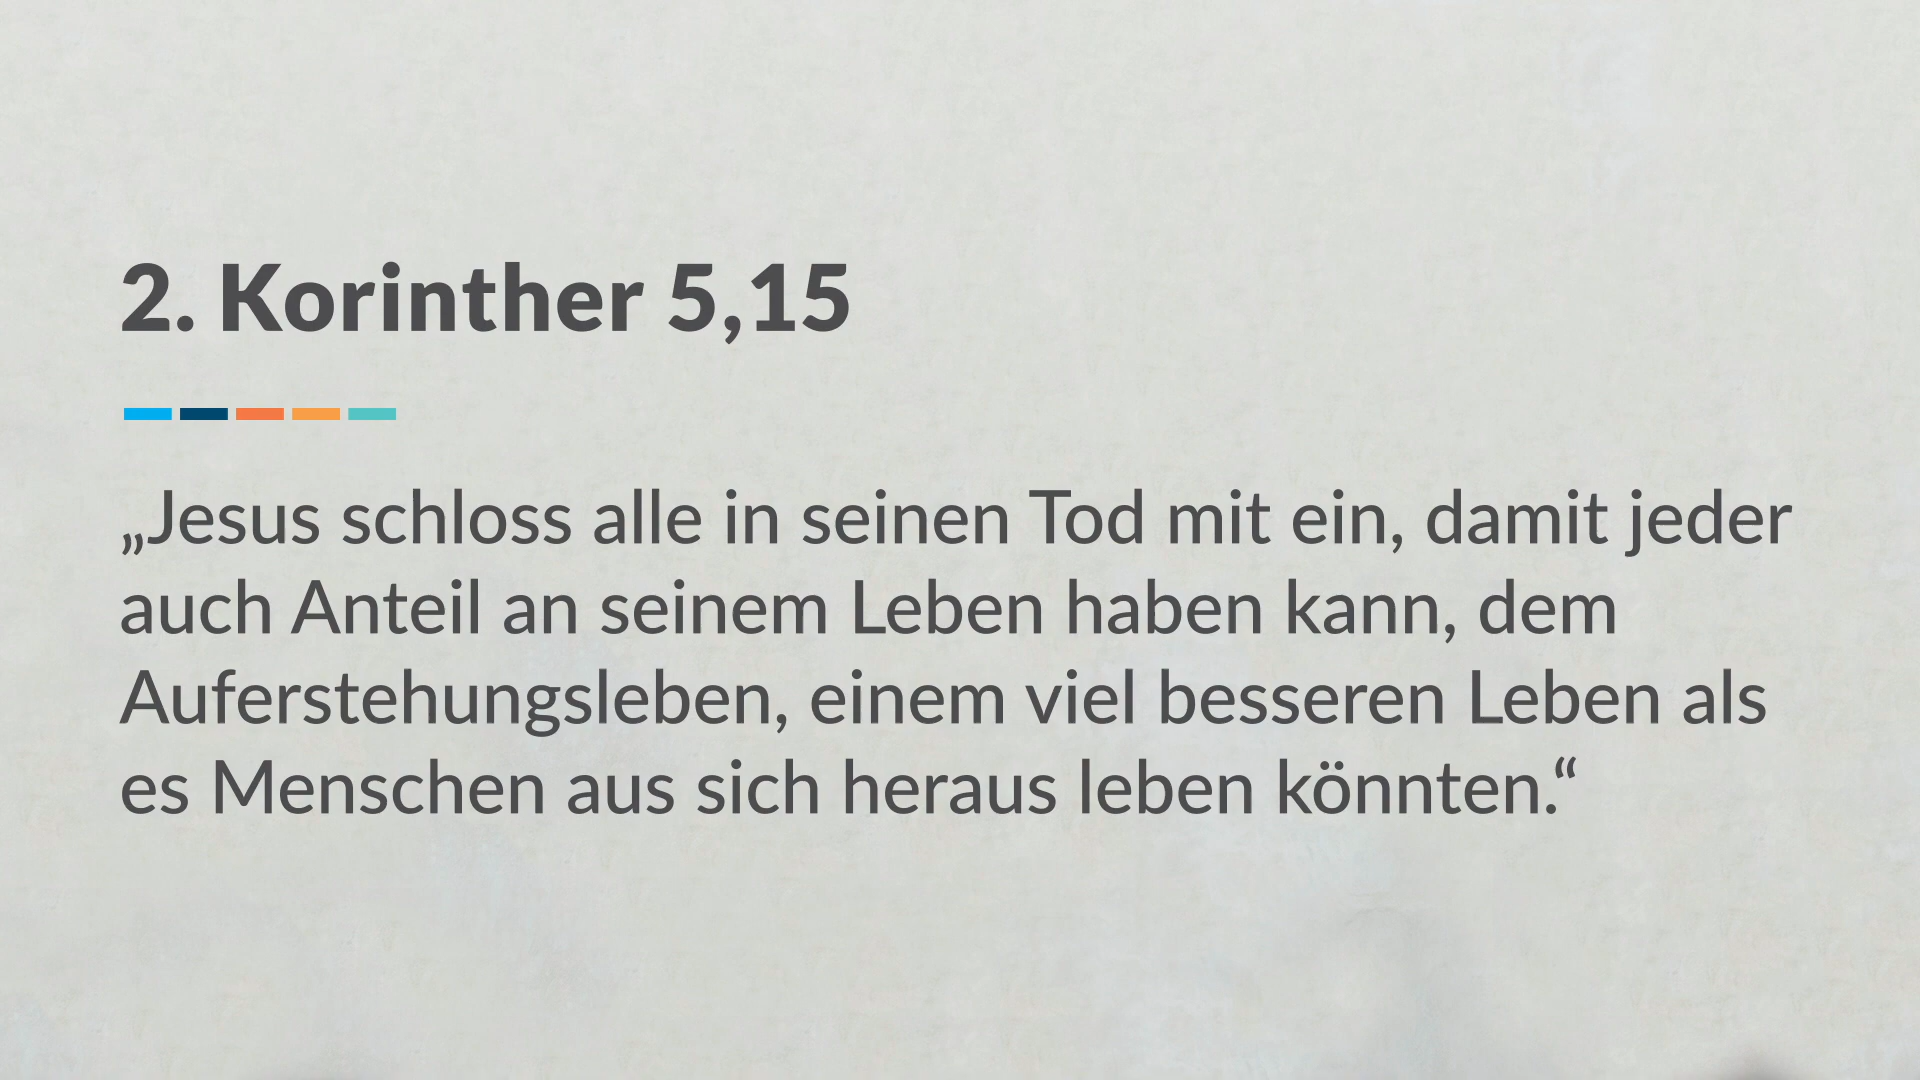 2. Korinther 5,15
„Jesus schloss alle in seinen Tod mit ein, damit jeder
auch Anteil an seinem Leben haben kann, dem
Auferstehungsleben, einem viel besseren Leben als
es Menschen aus sich heraus leben könnten.“